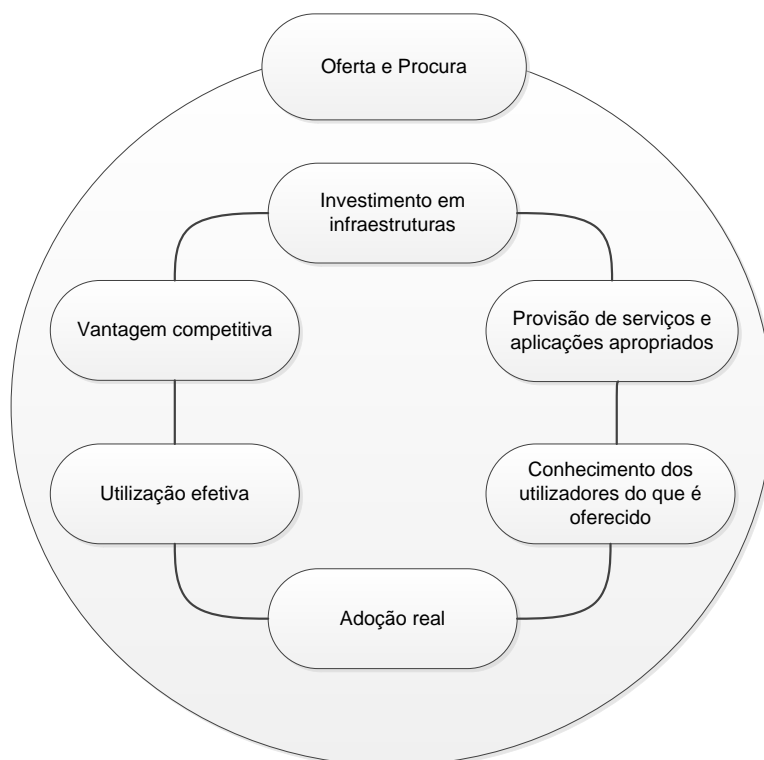 Oferta e Procura
Investimento em
infraestruturas
Vantagem competitiva
Provisão de serviços e
aplicações apropriados
Utilização efetiva
Conhecimento dos
utilizadores do que é
oferecido
Adoção real